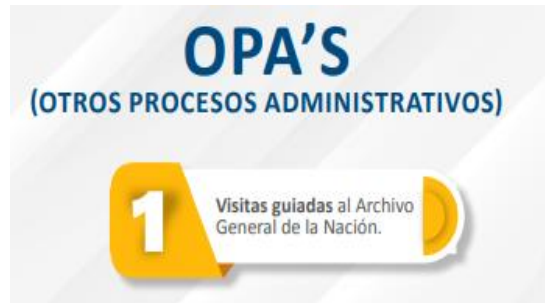 OPA’S
(OTROS PROCESOS ADMINISTRATIVOS)
1
Visitas guiadas al Archivo
General de la Nación.